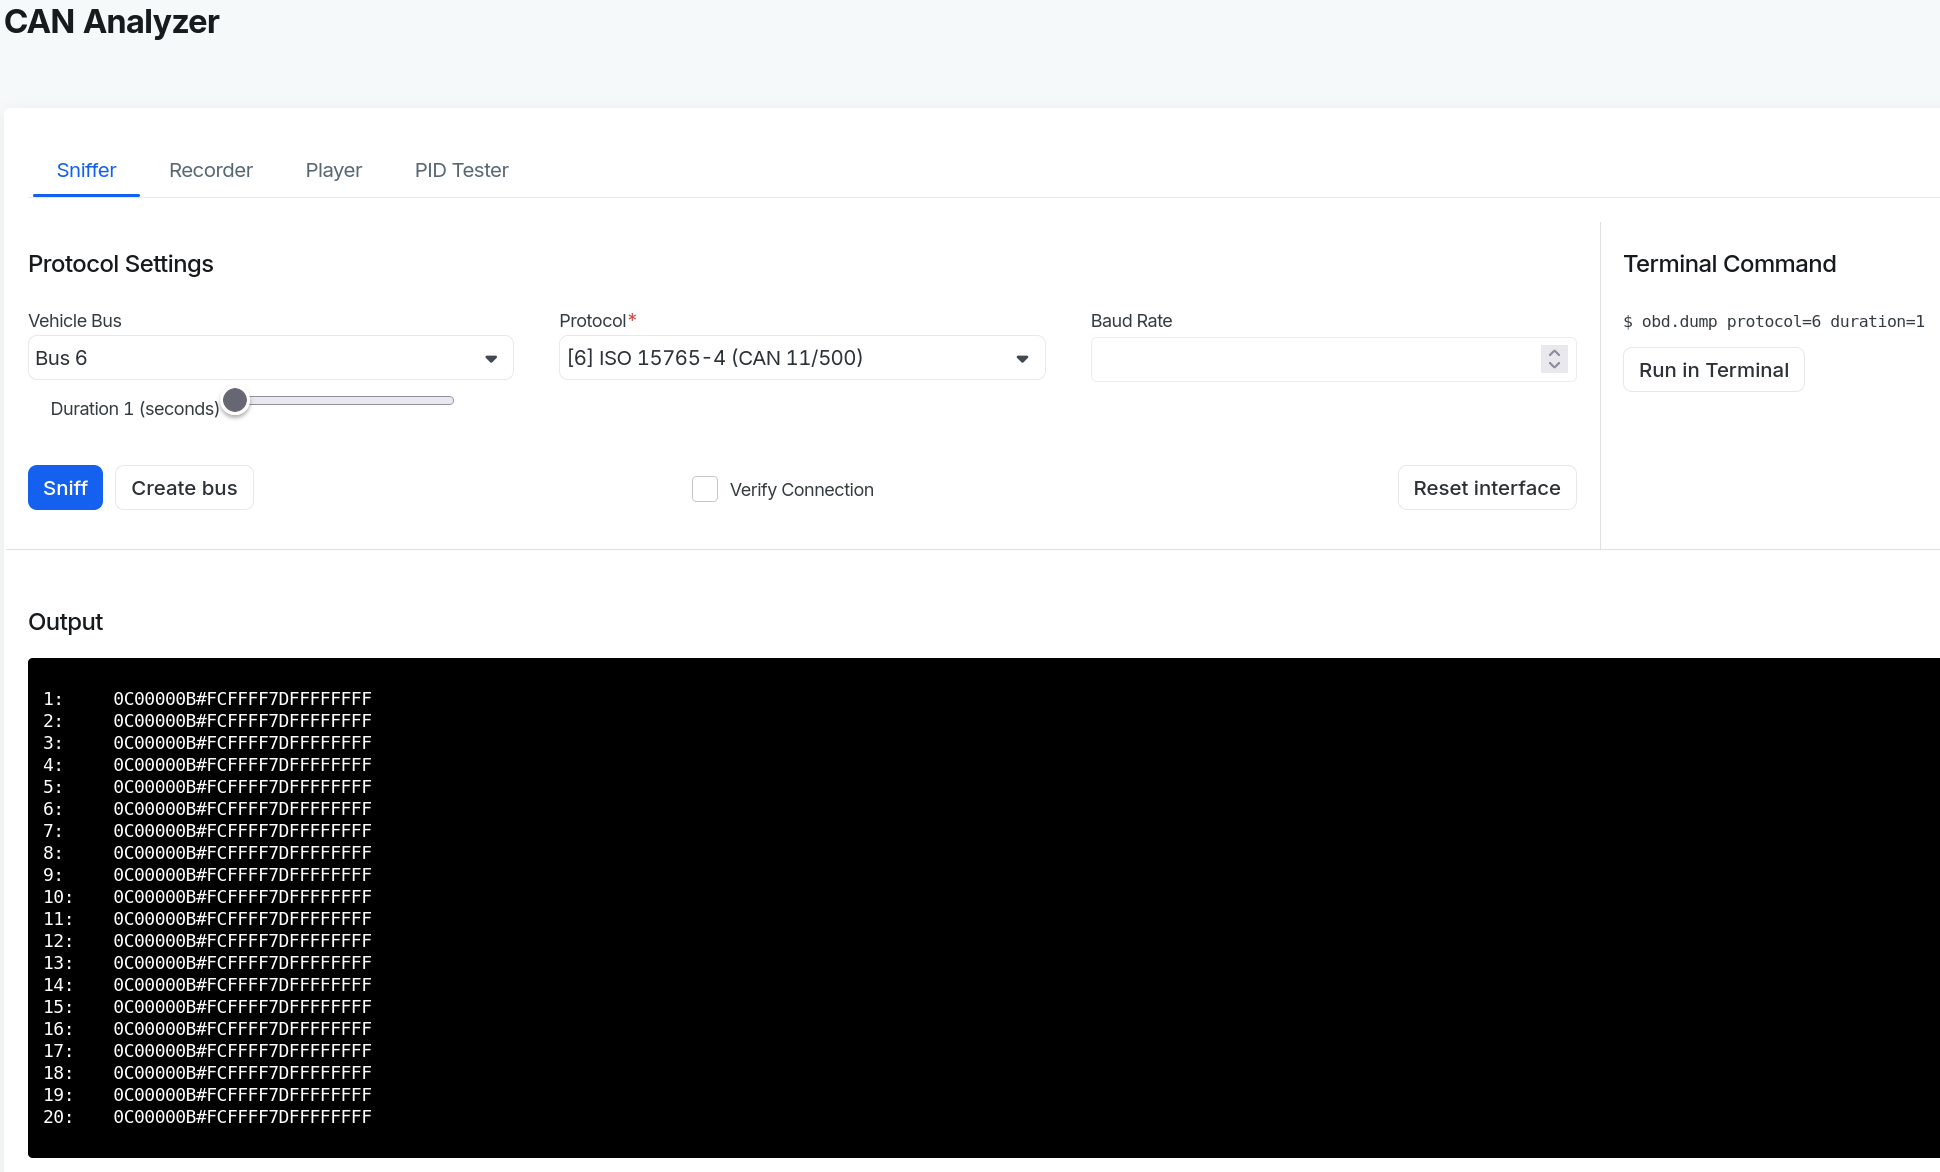 CAN Analyzer
Sniffer Recorder Player PID Tester
Protocol Settings
Vehicle Bus Protocol* Baud Rate
Bus 6 [6] ISO 15765-4 (CAN 11/500)
Duration 1 (seconds)
Sniff Create bus Verify Connection Reset interface
Terminal Command
$ obd.dump protocol=6 duration=1
Run in Terminal
Output
1: 0C00000B#FCFFFF7DFFFFFFFF
2: 0C00000B#FCFFFF7DFFFFFFFF
3: 0C00000B#FCFFFF7DFFFFFFFF
4: 0C00000B#FCFFFF7DFFFFFFFF
5: 0C00000B#FCFFFF7DFFFFFFFF
6: 0C00000B#FCFFFF7DFFFFFFFF
7: 0C00000B#FCFFFF7DFFFFFFFF
8: 0C00000B#FCFFFF7DFFFFFFFF
9: 0C00000B#FCFFFF7DFFFFFFFF
10: 0C00000B#FCFFFF7DFFFFFFFF
11: 0C00000B#FCFFFF7DFFFFFFFF
12: 0C00000B#FCFFFF7DFFFFFFFF
13: 0C00000B#FCFFFF7DFFFFFFFF
14: 0C00000B#FCFFFF7DFFFFFFFF
15: 0C00000B#FCFFFF7DFFFFFFFF
16: 0C00000B#FCFFFF7DFFFFFFFF
17: 0C00000B#FCFFFF7DFFFFFFFF
18: 0C00000B#FCFFFF7DFFFFFFFF
19: 0C00000B#FCFFFF7DFFFFFFFF
20: 0C00000B#FCFFFF7DFFFFFFFF